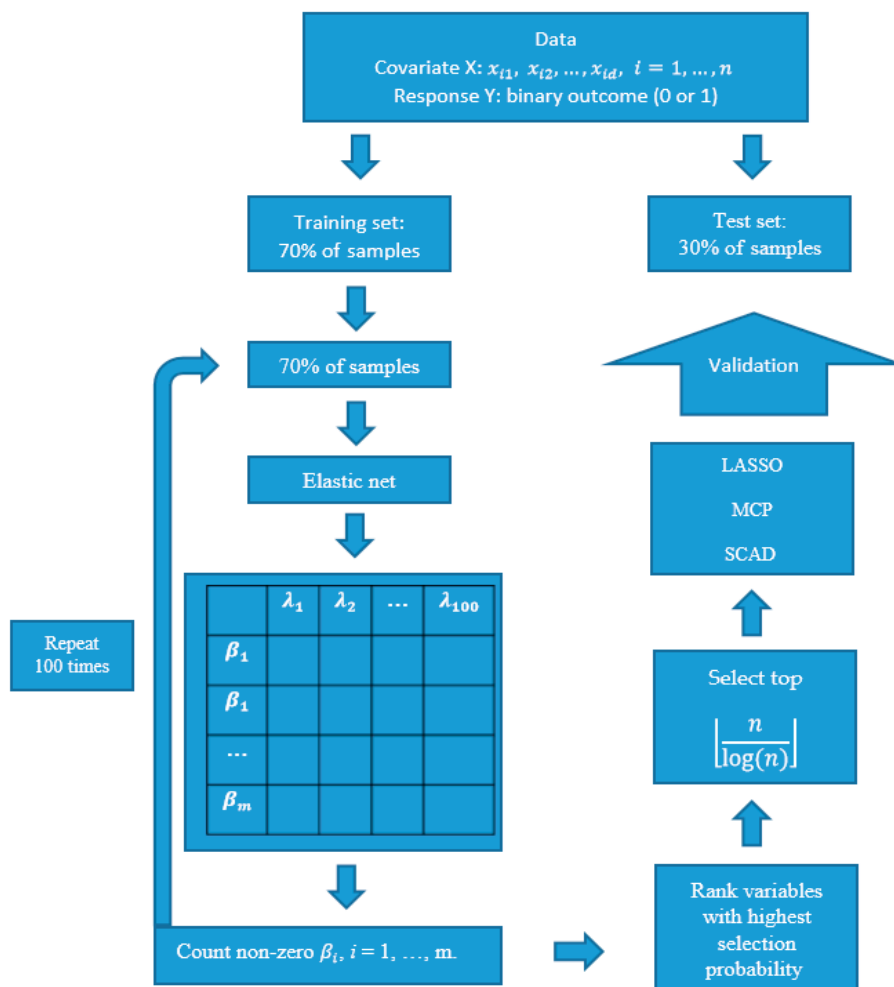 Data
Covariate X: x_{i1}, x_{i2}, ..., x_{id}, i = 1, ..., n
Response Y: binary outcome (0 or 1)
Training set:
70% of samples
Test set:
30% of samples
70% of samples
Validation
Elastic net
LASSO
MCP
SCAD
λ_1 λ_2 ... λ_{100}
β_1
β_1
...
β_m
Repeat
100 times
Select top
⌊n/log(n)⌋
Count non-zero β_i, i = 1, ..., m.
Rank variables
with highest
selection
probability